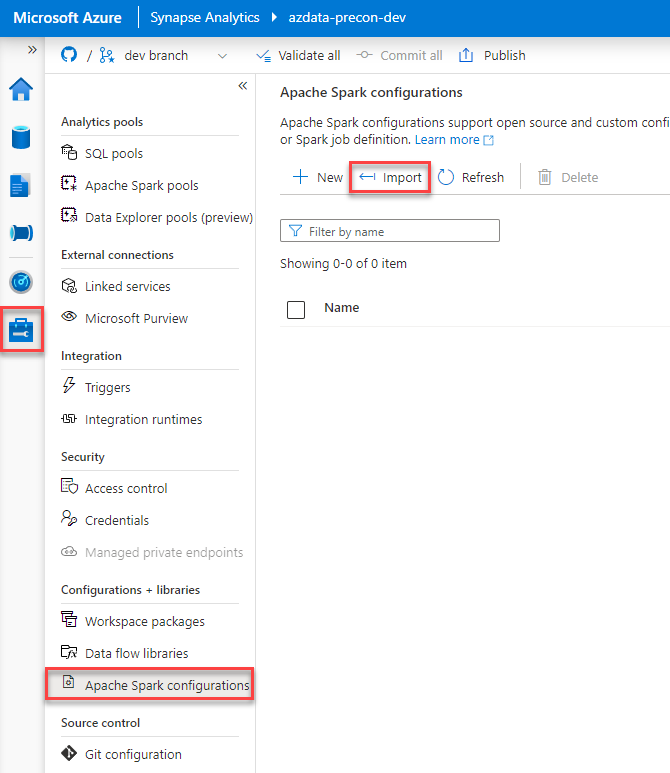 Microsoft Azure Synapse Analytics azdata-precon-dev
/ dev branch Validate all Commit all Publish
Analytics pools
SQL pools
Apache Spark pools
Data Explorer pools (preview)
External connections
Linked services
Microsoft Purview
Integration
Triggers
Integration runtimes
Security
Access control
Credentials
Managed private endpoints
Configurations + libraries
Workspace packages
Data flow libraries
Apache Spark configurations
Source control
Git configuration
Apache Spark configurations
Apache Spark configurations support open source and custom confi
or Spark job definition. Learn more
New Import Refresh Delete
Filter by name
Showing 0-0 of 0 item
Name